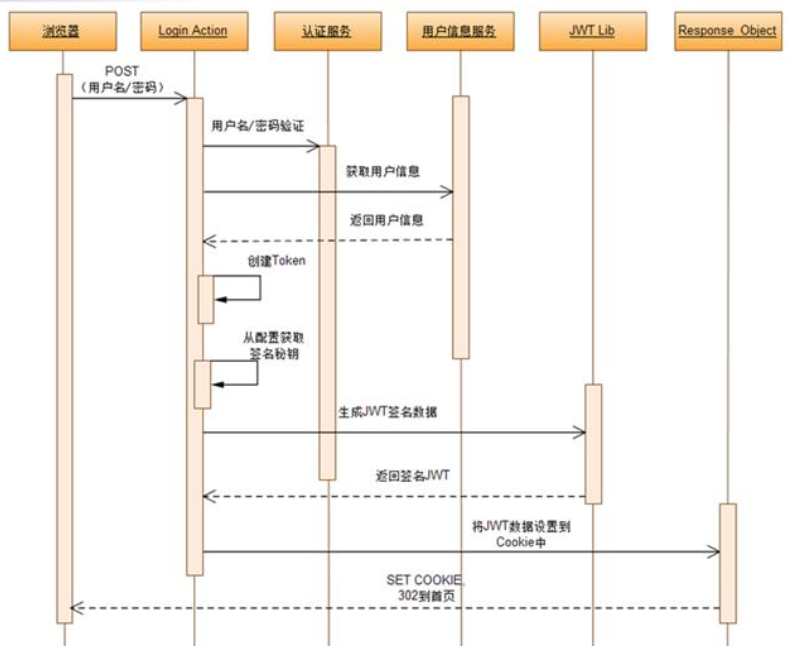 浏览器
Login Action
认证服务
用户信息服务
JWT Lib
Response Object
POST
（用户名/密码）
用户名/密码验证
获取用户信息
返回用户信息
创建Token
从配置获取
签名秘钥
生成JWT签名数据
返回签名JWT
将JWT数据设置到
Cookie中
SET COOKIE,
302到首页